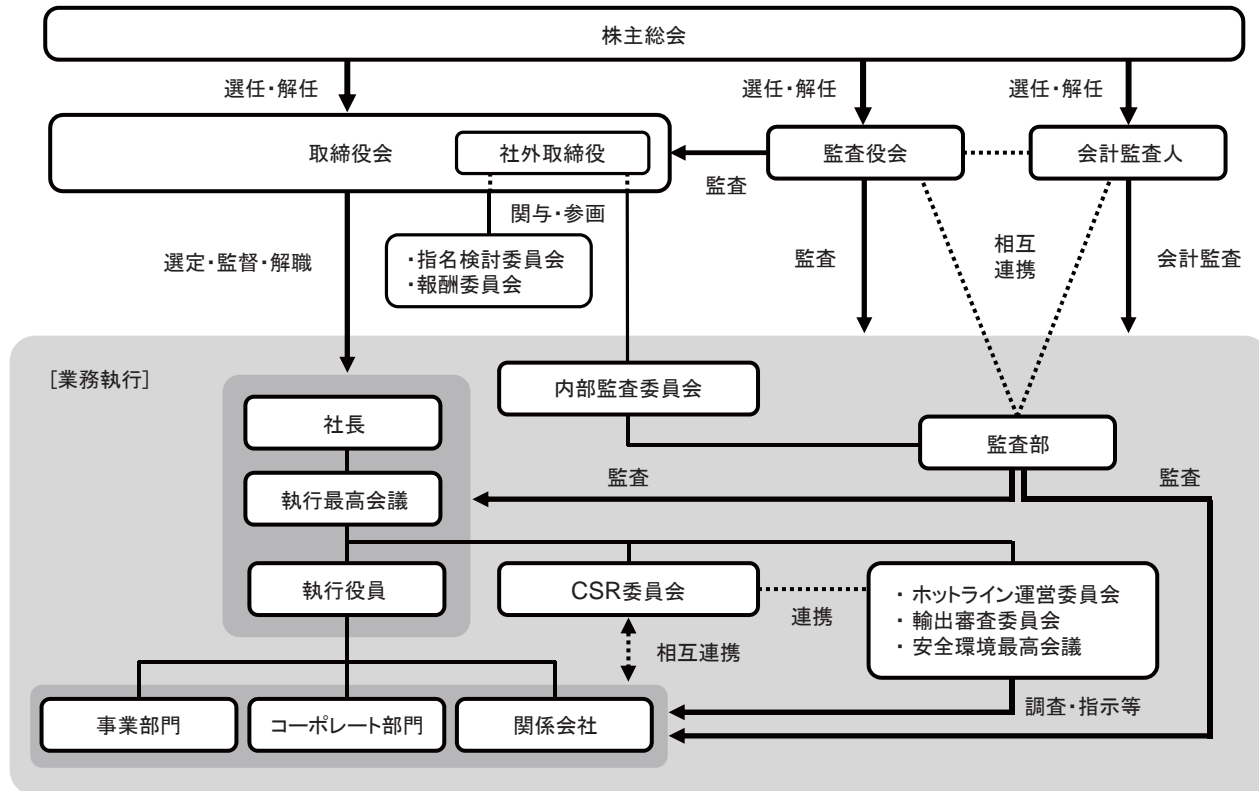 株主総会
選任・解任
選任・解任
選任・解任
取締役会
社外取締役
監査役会
会計監査人
監査
関与・参画
選定・監督・解職
・指名検討委員会
・報酬委員会
監査
相互
連携
会計監査
[業務執行]
内部監査委員会
社長
監査部
監査
監査
執行最高会議
執行役員
CSR委員会
連携
・ ホットライン運営委員会
・ 輸出審査委員会
・ 安全環境最高会議
相互連携
調査・指示等
事業部門
コーポレート部門
関係会社